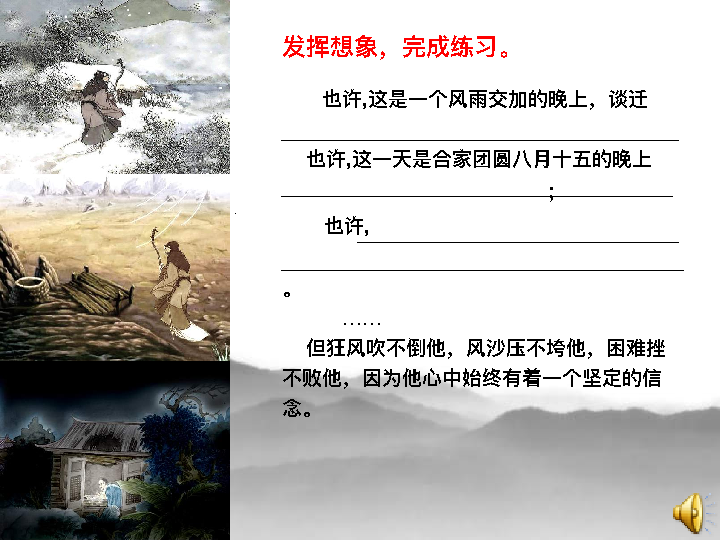 发挥想象，完成练习。
也许,这是一个风雨交加的晚上，谈迁
也许,这一天是合家团圆八月十五的晚上
；
也许,
。
……
但狂风吹不倒他，风沙压不垮他，困难挫
不败他，因为他心中始终有着一个坚定的信
念。